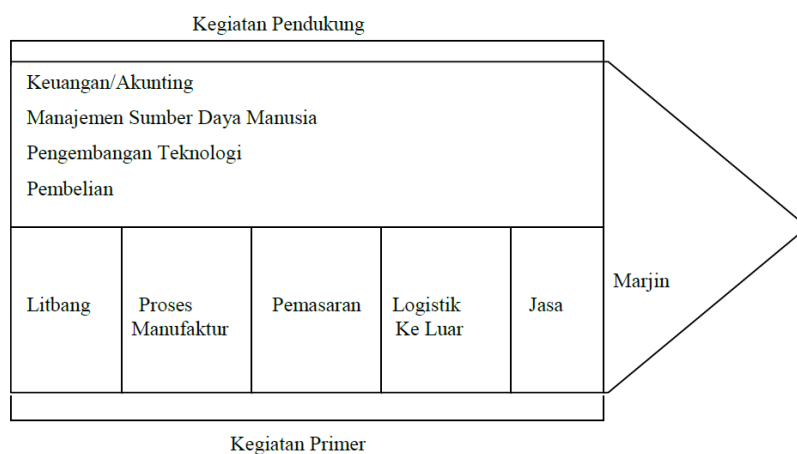 Kegiatan Pendukung
Keuangan/Akunting
Manajemen Sumber Daya Manusia
Pengembangan Teknologi
Pembelian
Litbang
Proses
Manufaktur
Pemasaran
Logistik
Ke Luar
Jasa
Marjin
Kegiatan Primer